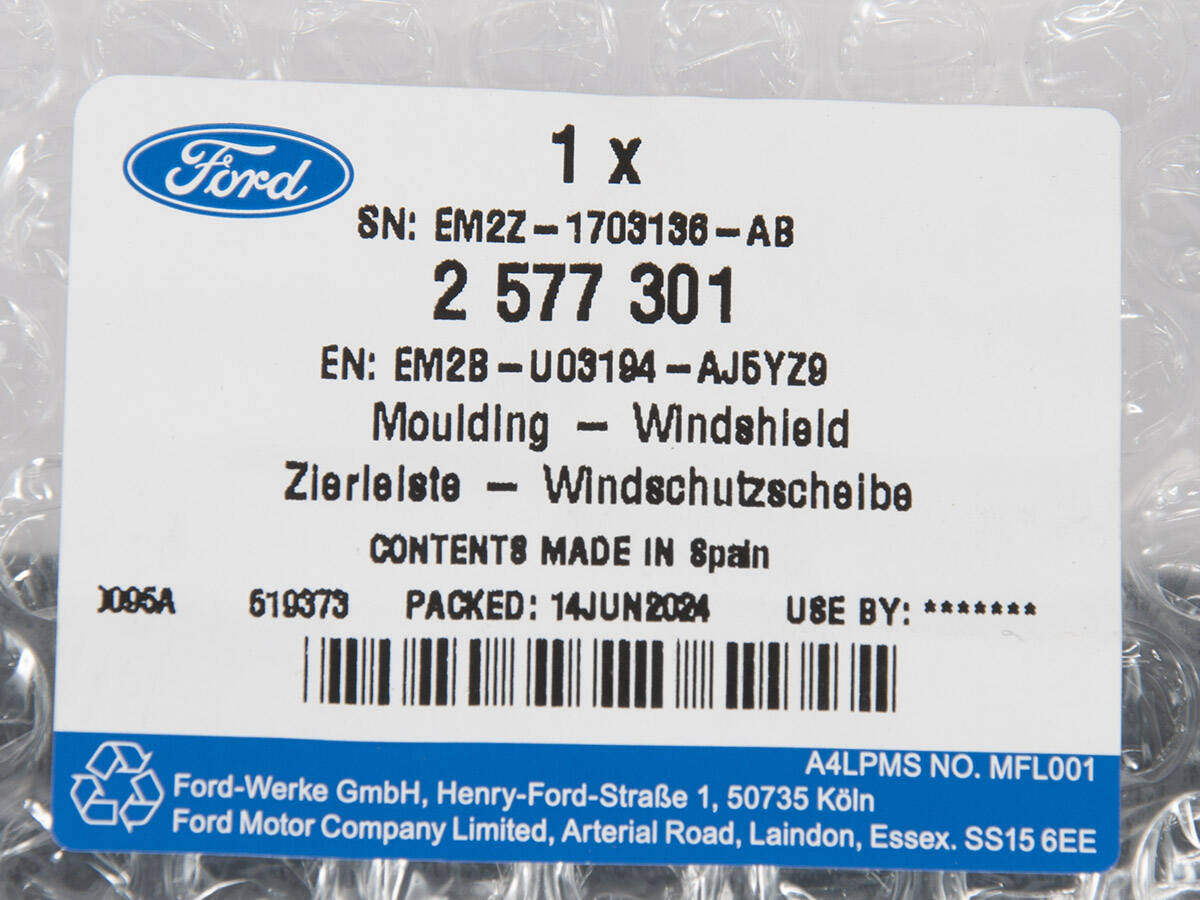 Ford
1 x
SN: EM2Z-1703136-AB
2 577 301
EN: EM2B-U03194-AJ5YZ9
Moulding - Windshield
Zierleiste - Windschutzscheibe
CONTENTS MADE IN Spain
619373 PACKED: 14JUN2024 USE BY: *******
A4LPMS NO. MFL001
Ford-Werke GmbH, Henry-Ford-Straße 1, 50735 Köln
Ford Motor Company Limited, Arterial Road, Laindon, Essex. SS15 6EE